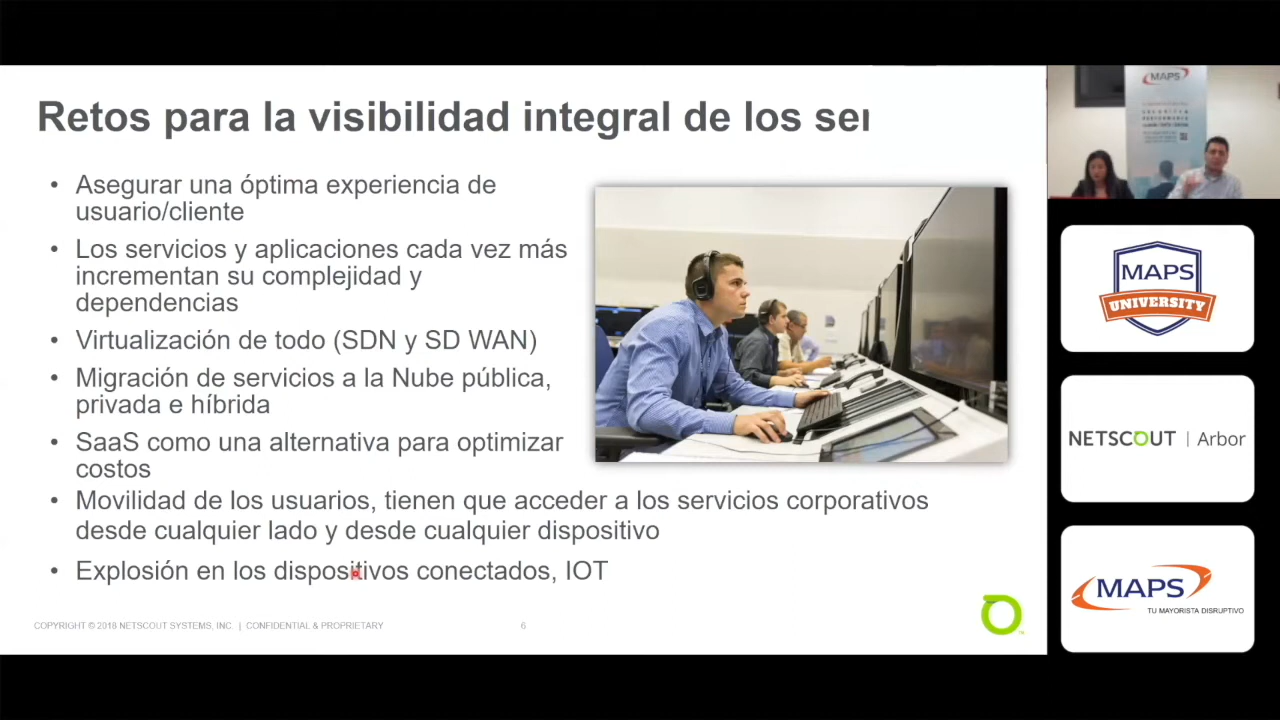 Retos para la visibilidad integral de los
• Asegurar una óptima experiencia de
usuario/cliente
• Los servicios y aplicaciones cada vez más
incrementan su complejidad y
dependencias
• Virtualización de todo (SDN y SD WAN)
• Migración de servicios a la Nube pública,
privada e híbrida
• SaaS como una alternativa para optimizar
costos
• Movilidad de los usuarios, tienen que acceder a los servicios corporativos
desde cualquier lado y desde cualquier dispositivo
• Explosión en los dispositivos conectados, IOT
COPYRIGHT © 2018 NETSCOUT SYSTEMS, INC. | CONFIDENTIAL & PROPRIETARY
6
MAPS
MAPS
UNIVERSITY
NETSCOUT | Arbor
MAPS
TU MAYORISTA DISRUPTIVO